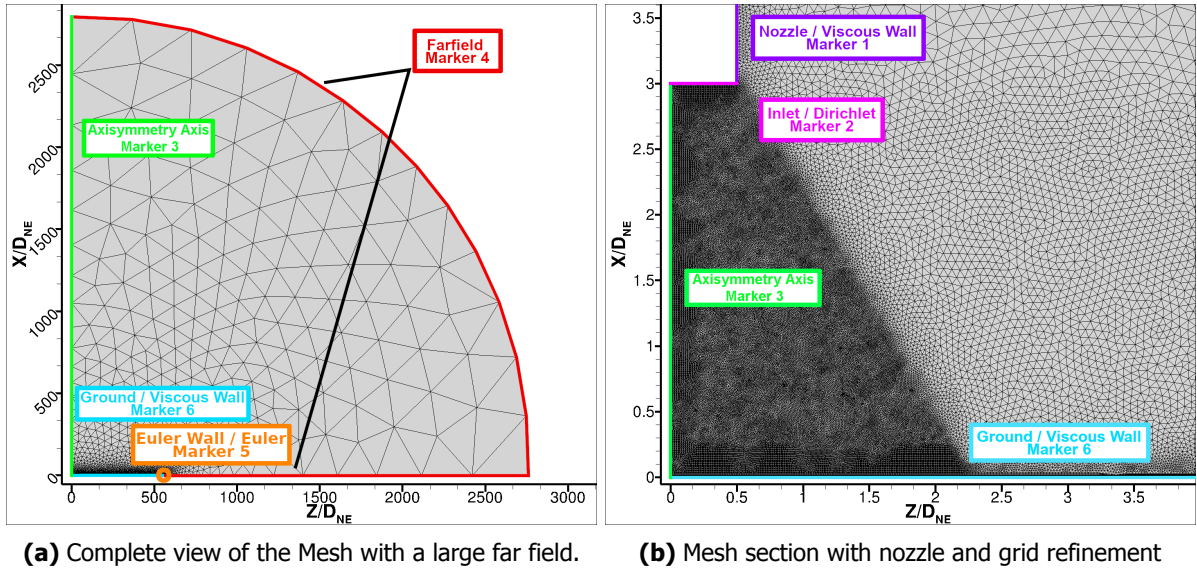 Farfield
Marker 4
Axisymmetry Axis
Marker 3
Ground / Viscous Wall
Marker 6
Euler Wall / Euler
Marker 5
X/D_NE
2500
2000
1500
1000
500
0
0 500 1000 1500 2000 2500 3000
Z/D_NE
Nozzle / Viscous Wall
Marker 1
Inlet / Dirichlet
Marker 2
Axisymmetry Axis
Marker 3
Ground / Viscous Wall
Marker 6
X/D_NE
3.5
3
2.5
2
1.5
1
0.5
0
0 0.5 1 1.5 2 2.5 3 3.5
Z/D_NE
(a) Complete view of the Mesh with a large far field.
(b) Mesh section with nozzle and grid refinement